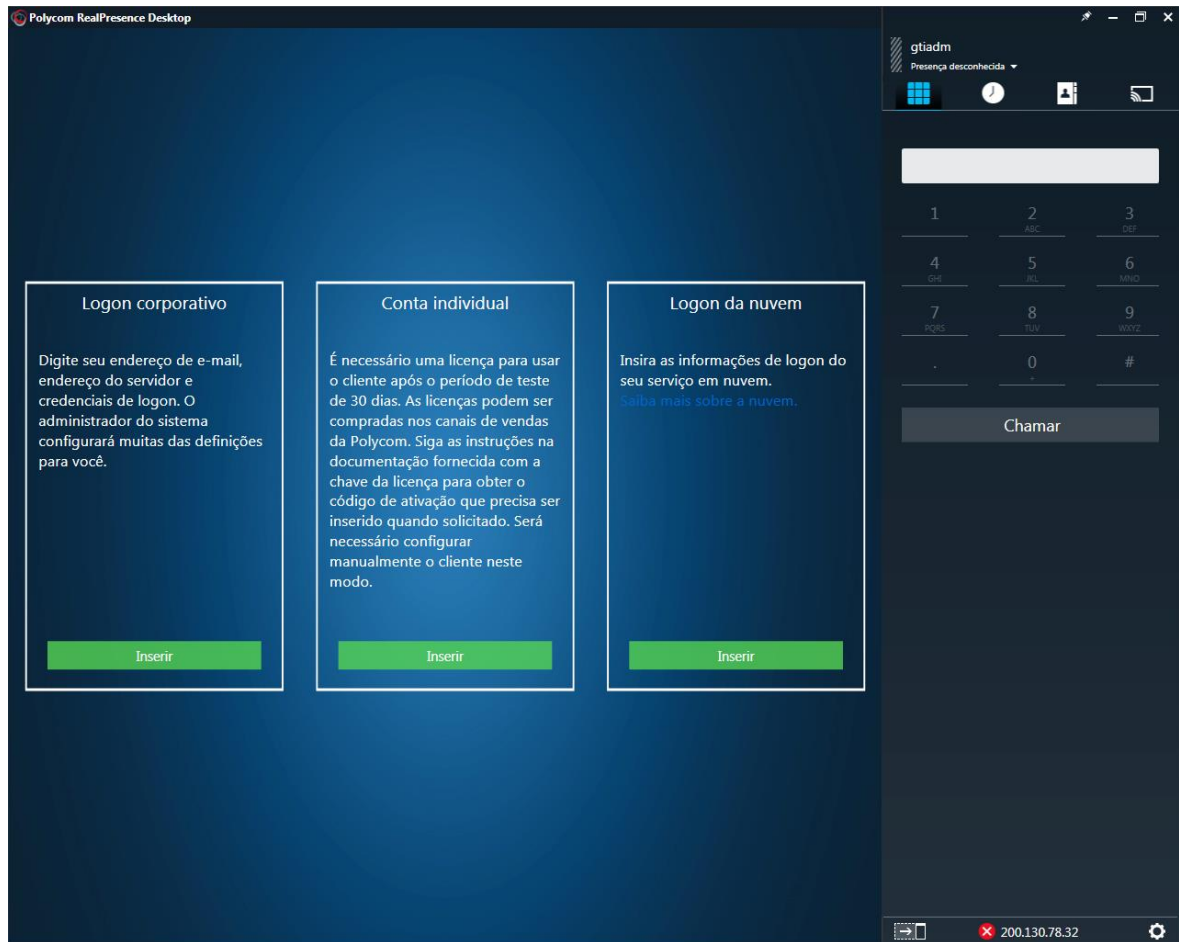 Polycom RealPresence Desktop
gtiadm
Presença desconhecida
Logon corporativo
Digite seu endereço de e-mail,
endereço do servidor e
credenciais de logon. O
administrador do sistema
configurará muitas das definições
para você.
Inserir
Conta individual
É necessário uma licença para usar
o cliente após o período de teste
de 30 dias. As licenças podem ser
compradas nos canais de vendas
da Polycom. Siga as instruções na
documentação fornecida com a
chave da licença para obter o
código de ativação que precisa ser
inserido quando solicitado. Será
necessário configurar
manualmente o cliente neste
modo.
Inserir
Logon da nuvem
Insira as informações de logon do
seu serviço em nuvem.
Saiba mais sobre a nuvem.
Inserir
1 2 3
ABC DEF
4 5 6
GHI JKL MNO
7 8 9
PQRS TUV WXYZ
. 0 #
+
Chamar
200.130.78.32